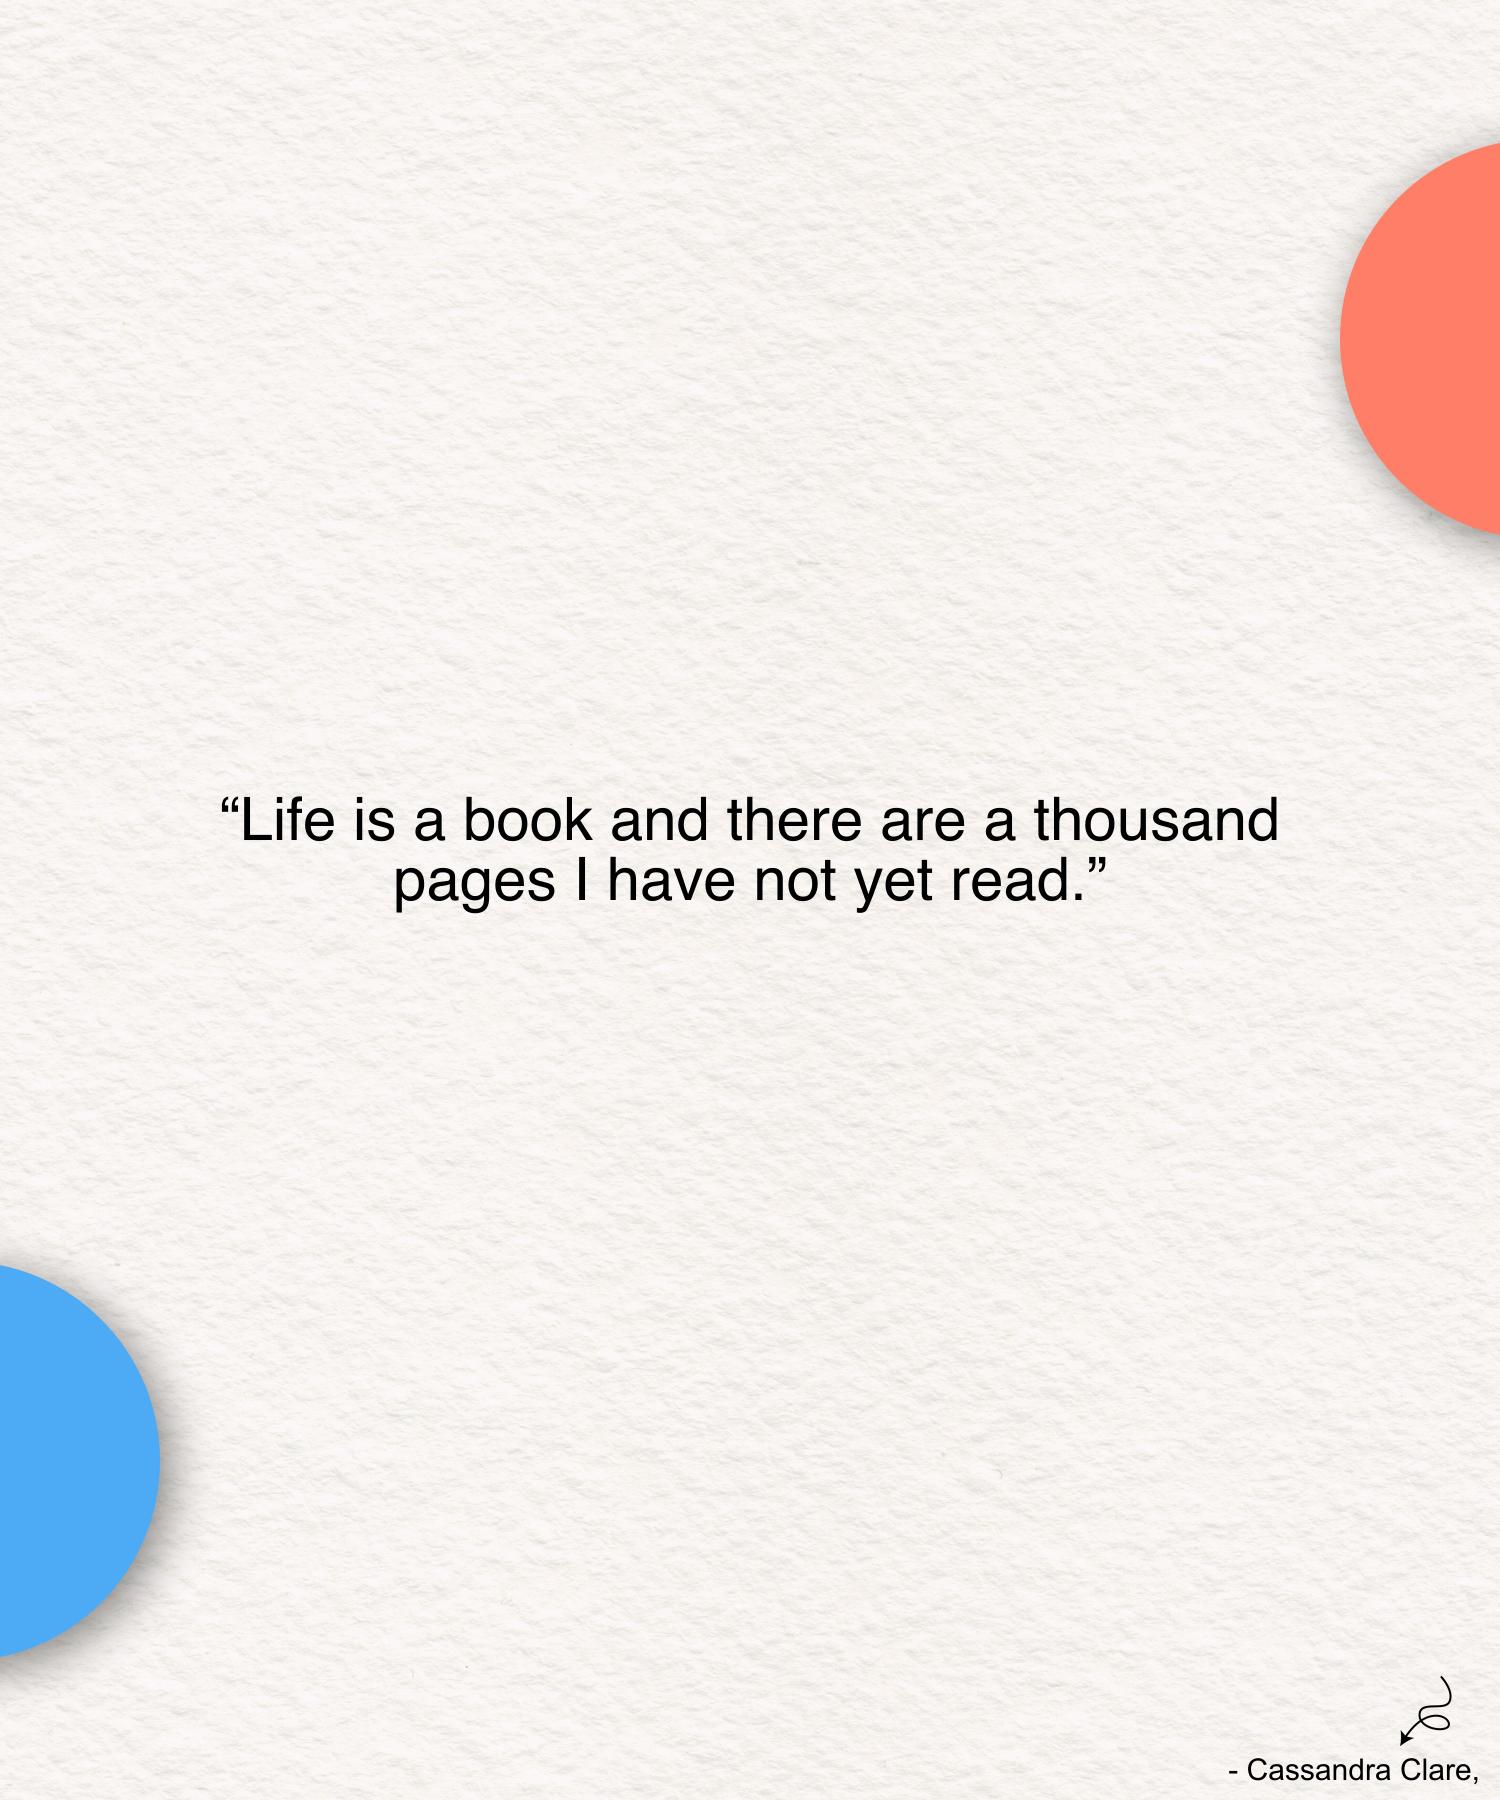 “Life is a book and there are a thousand
pages I have not yet read.”
- Cassandra Clare,